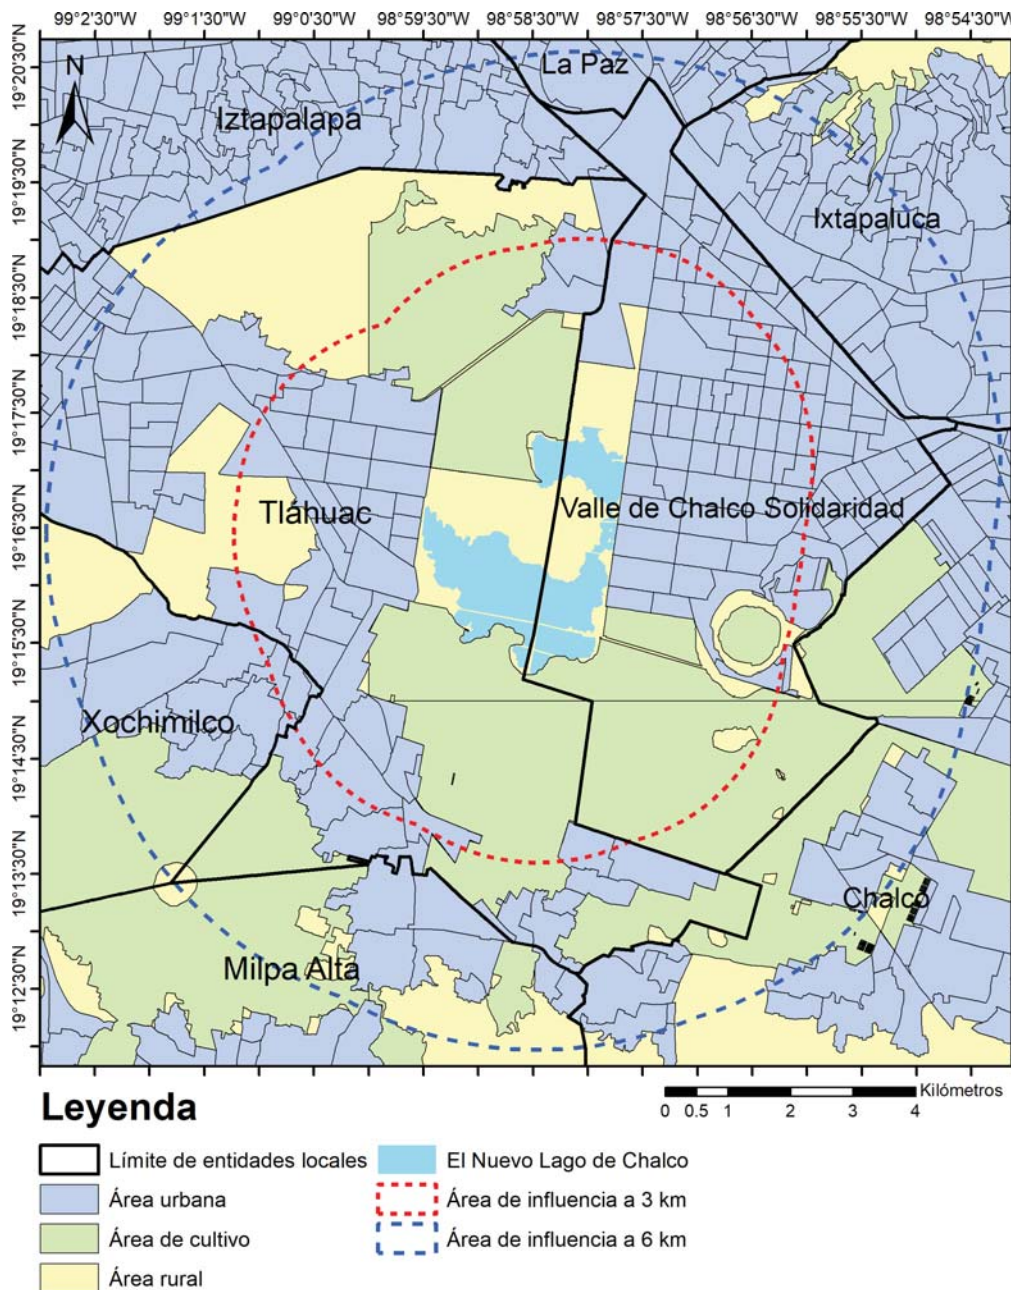 99°2'30"W 99°1'30"W 99°0'30"W 98°59'30"W 98°58'30"W 98°57'30"W 98°56'30"W 98°55'30"W 98°54'30"W
19°20'30"N
19°19'30"N
19°18'30"N
19°17'30"N
19°16'30"N
19°15'30"N
19°14'30"N
19°13'30"N
19°12'30"N
N
La Paz
Iztapalapa
Ixtapaluca
Tláhuac
Valle de Chalco Solidaridad
Xochimilco
Chalco
Milpa Alta
Kilómetros
0 0.5 1 2 3 4
Leyenda
Límite de entidades locales
Área urbana
Área de cultivo
Área rural
El Nuevo Lago de Chalco
Área de influencia a 3 km
Área de influencia a 6 km